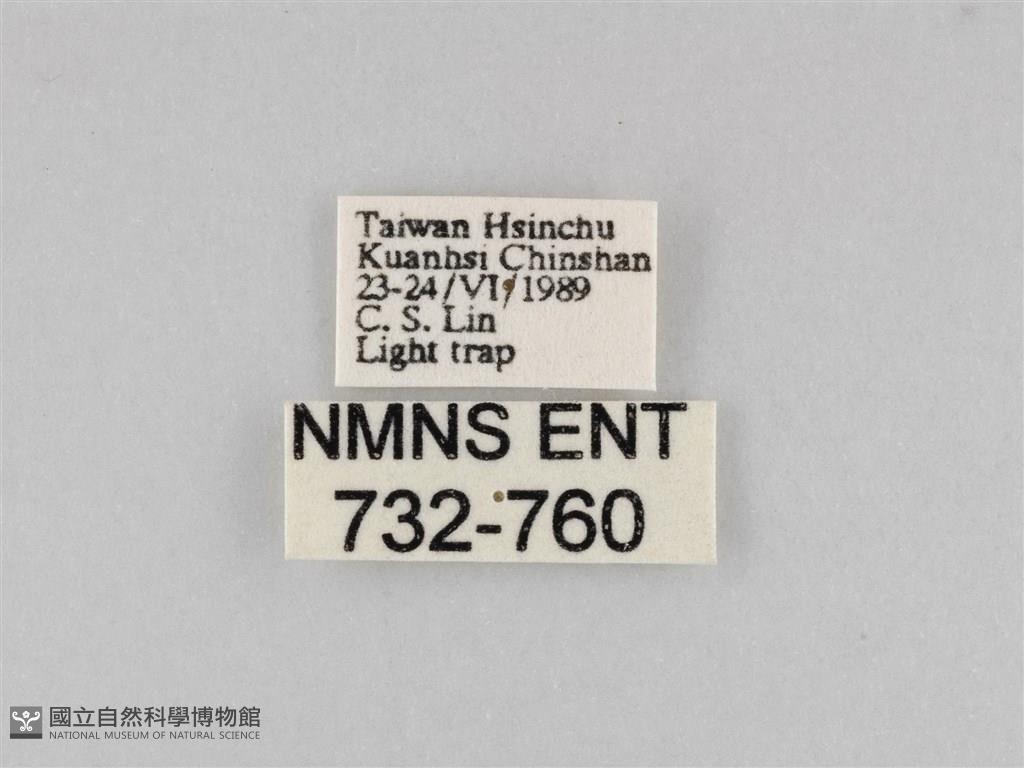 Taiwan Hsinchu
Kuanhsi Chinshan
23-24/VI/1989
C. S. Lin
Light trap
NMNS ENT
732-760
國立自然科學博物館
NATIONAL MUSEUM OF NATURAL SCIENCE